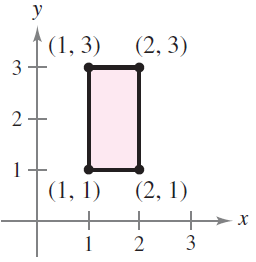 y
(1, 3) (2, 3)
3
2
1
(1, 1) (2, 1)
x
1 2 3